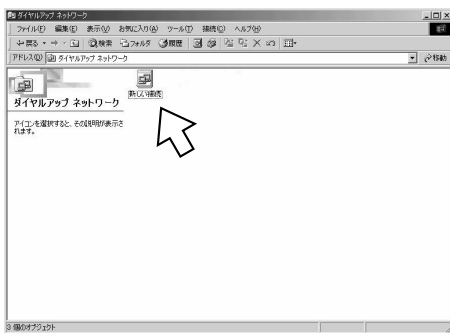 ダイヤルアップ ネットワーク
ファイル(F) 編集(E) 表示(V) お気に入り(A) ツール(T) 接続(C) ヘルプ(H)
戻る 検索 フォルダ 履歴
アドレス(D) ダイヤルアップ ネットワーク 移動
新しい接続
ダイヤルアップ ネットワーク
アイコンを選択すると、その説明が表示さ
れます。
3 個のオブジェクト